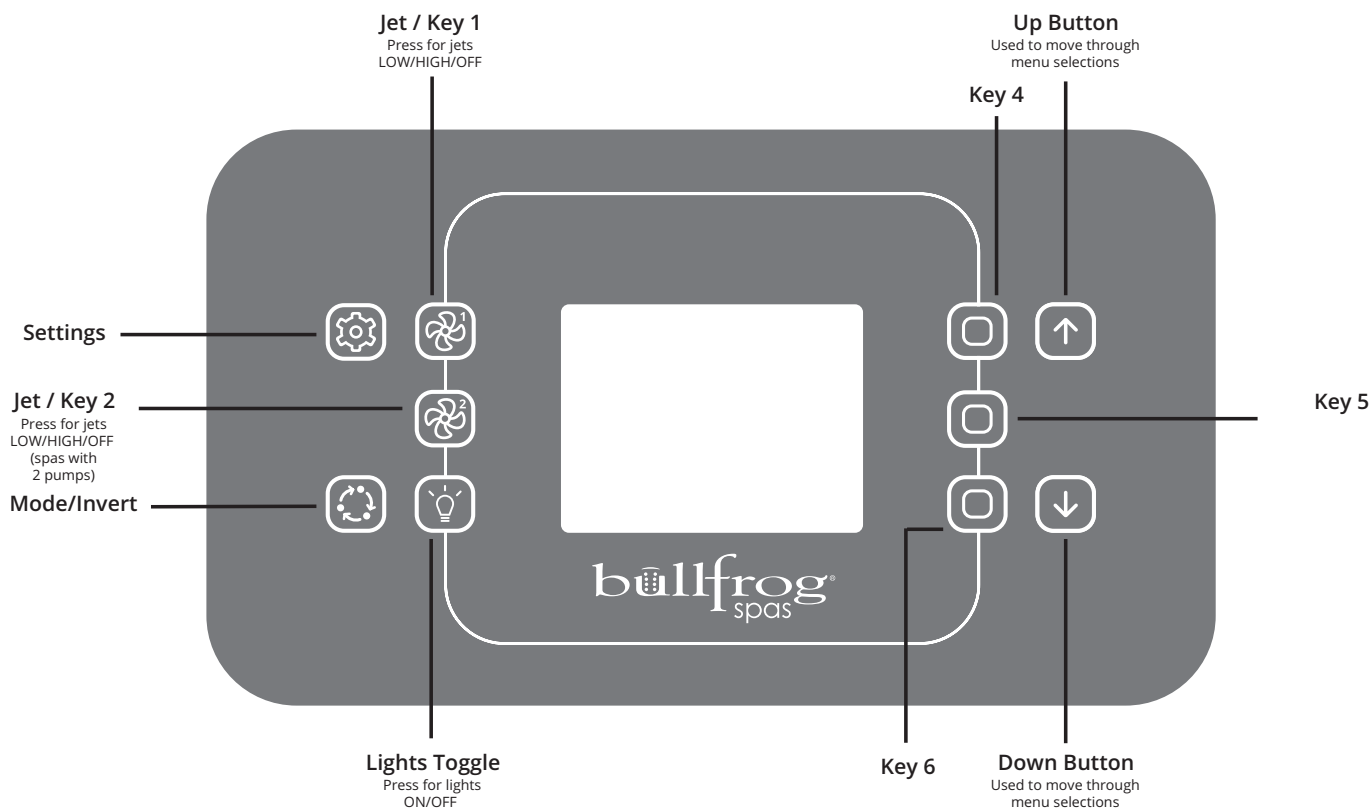 Jet / Key 1
Press for jets
LOW/HIGH/OFF
Up Button
Used to move through
menu selections
Key 4
Settings
1
Jet / Key 2
Press for jets
LOW/HIGH/OFF
(spas with
2 pumps)
2
Key 5
Mode/Invert
bullfrog®
spas
Lights Toggle
Press for lights
ON/OFF
Key 6
Down Button
Used to move through
menu selections